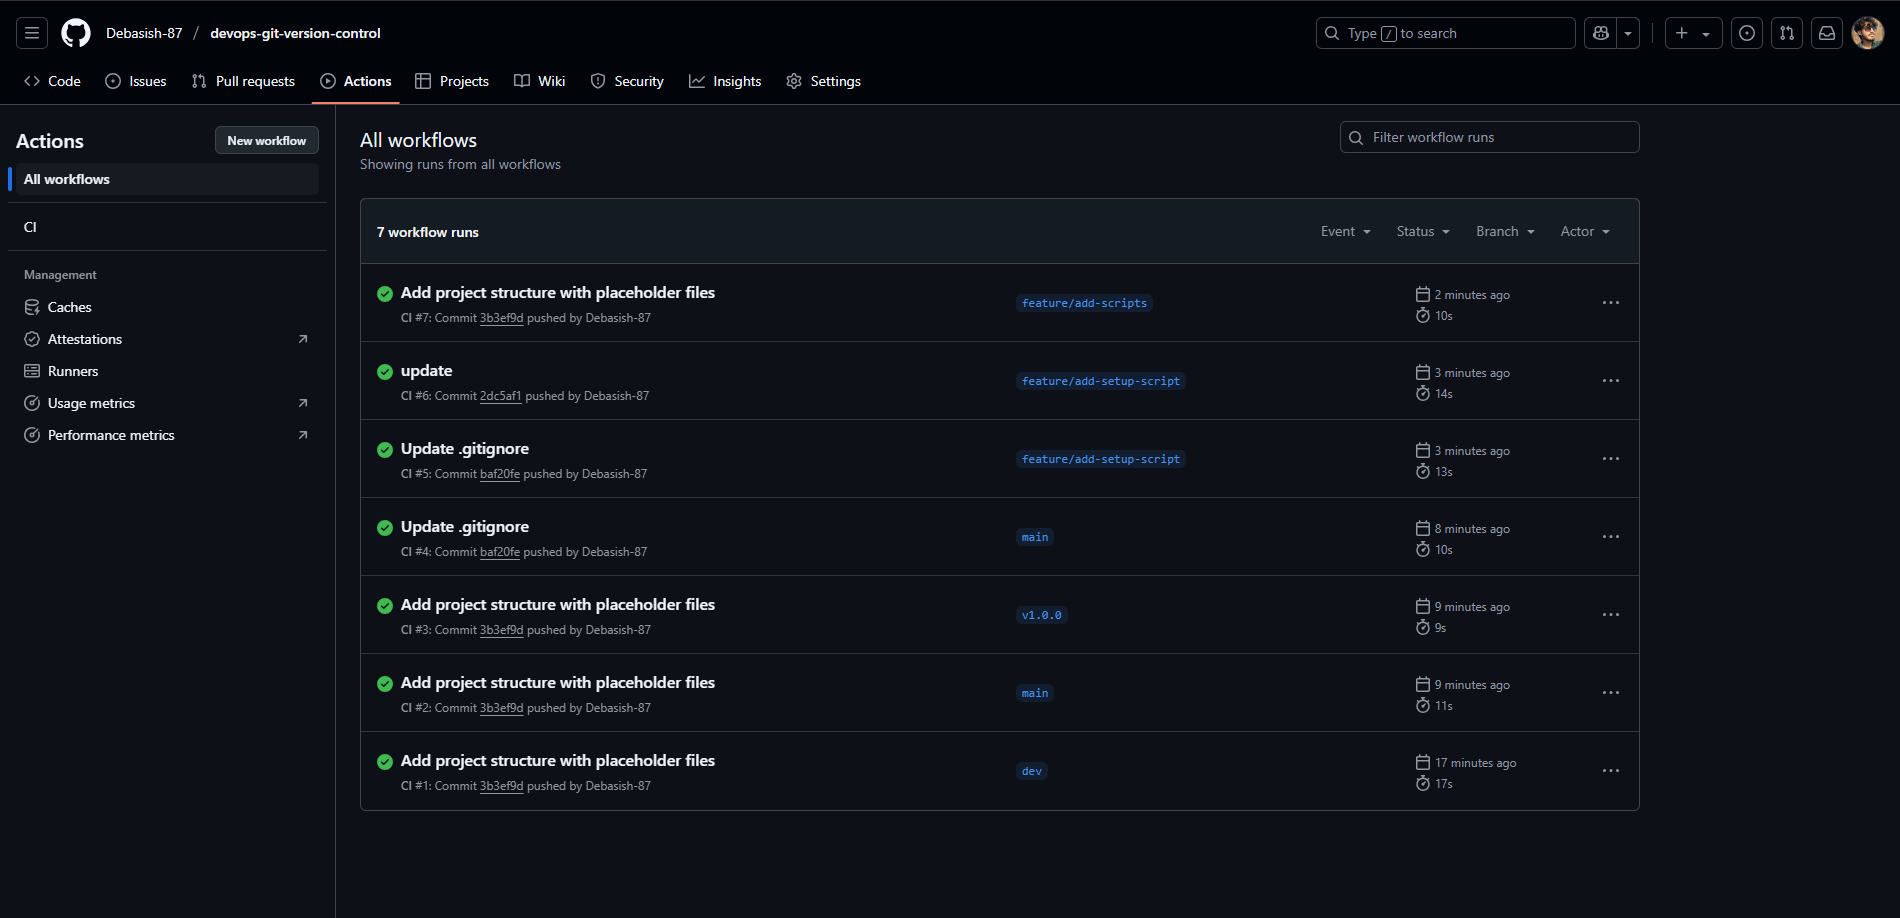 Debasish-87 / devops-git-version-control
Type / to search
Code
Issues
Pull requests
Actions
Projects
Wiki
Security
Insights
Settings
Actions
New workflow
All workflows
CI
Management
Caches
Attestations
Runners
Usage metrics
Performance metrics
All workflows
Showing runs from all workflows
Filter workflow runs
7 workflow runs
Event
Status
Branch
Actor
Add project structure with placeholder files
CI #7: Commit 3b3ef9d pushed by Debasish-87
feature/add-scripts
2 minutes ago
10s
update
CI #6: Commit 2dc5af1 pushed by Debasish-87
feature/add-setup-script
3 minutes ago
14s
Update .gitignore
CI #5: Commit baf20fe pushed by Debasish-87
feature/add-setup-script
3 minutes ago
13s
Update .gitignore
CI #4: Commit baf20fe pushed by Debasish-87
main
8 minutes ago
10s
Add project structure with placeholder files
CI #3: Commit 3b3ef9d pushed by Debasish-87
v1.0.0
9 minutes ago
9s
Add project structure with placeholder files
CI #2: Commit 3b3ef9d pushed by Debasish-87
main
9 minutes ago
11s
Add project structure with placeholder files
CI #1: Commit 3b3ef9d pushed by Debasish-87
dev
17 minutes ago
17s